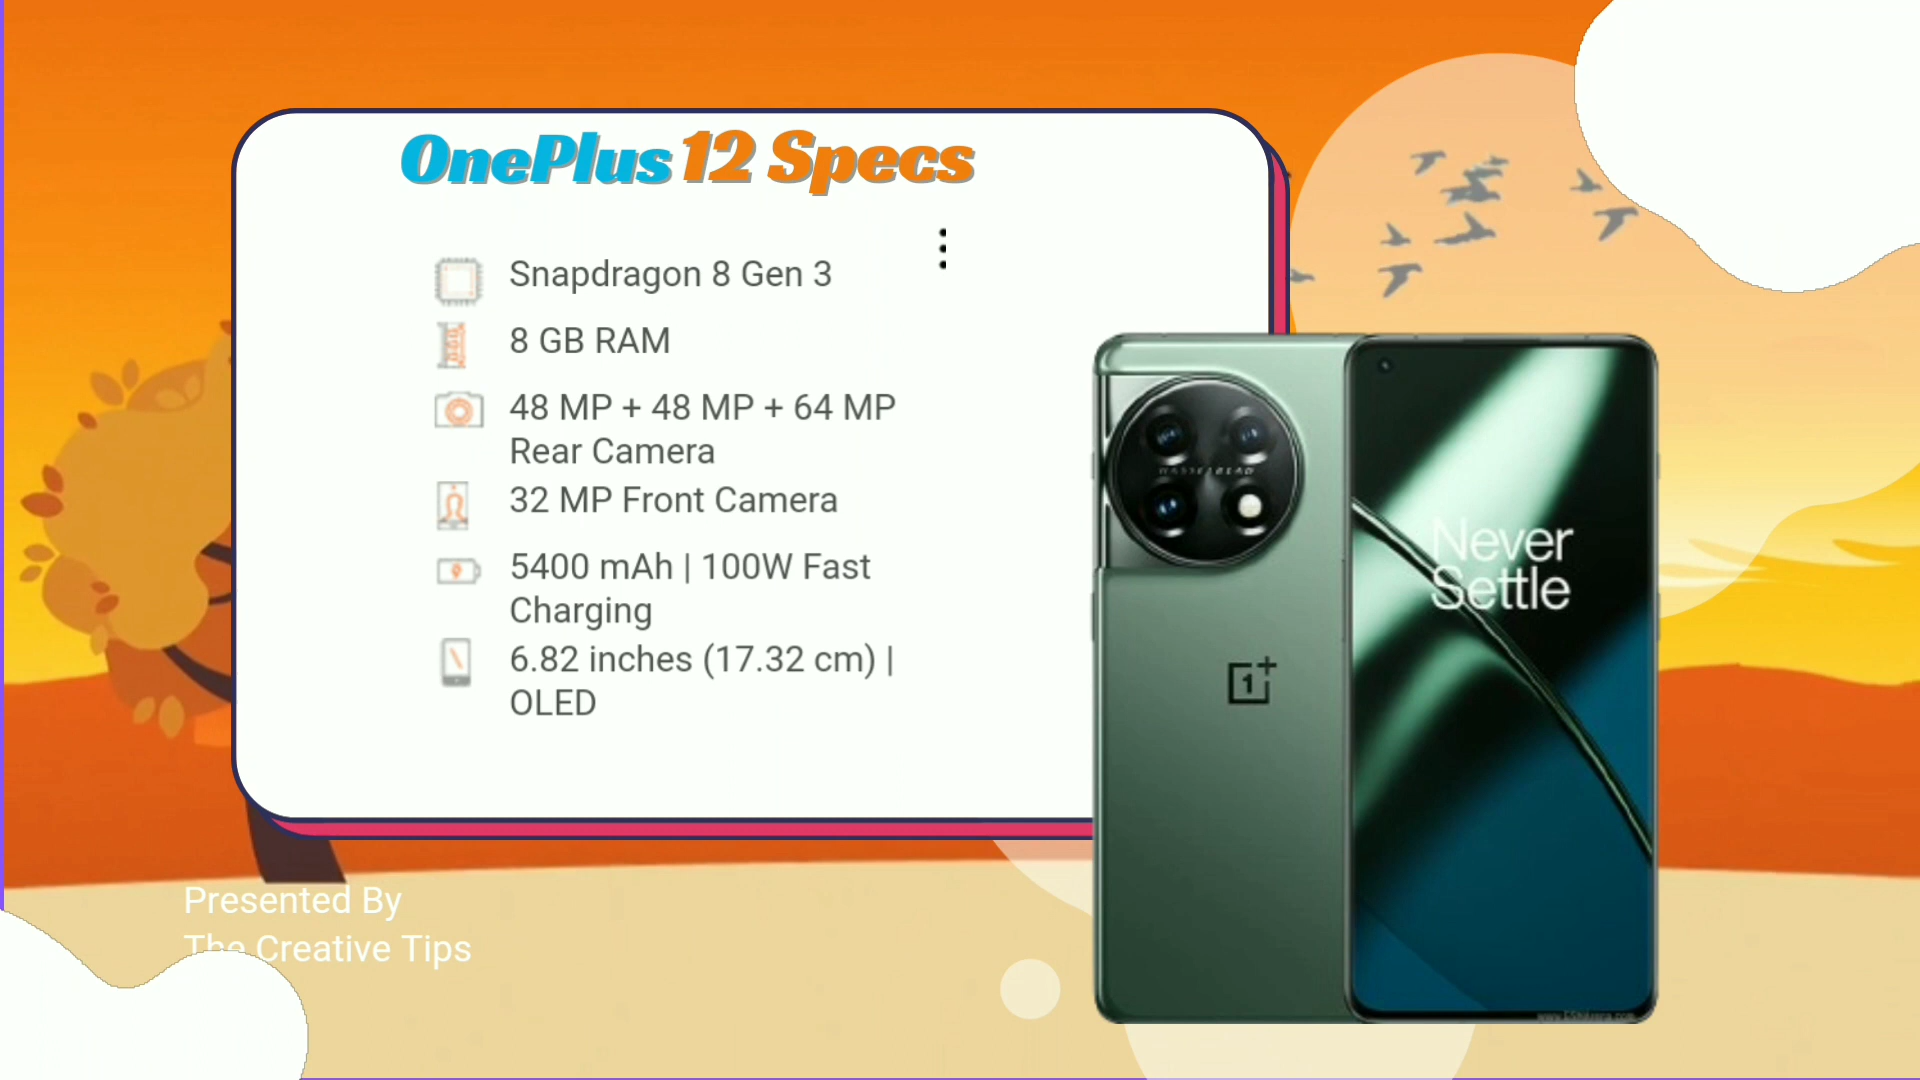 OnePlus 12 Specs
Snapdragon 8 Gen 3
8 GB RAM
48 MP + 48 MP + 64 MP
Rear Camera
32 MP Front Camera
5400 mAh | 100W Fast
Charging
6.82 inches (17.32 cm) |
OLED
HASSELBLAD
Never
Settle
1+
Presented By
The Creative Tips